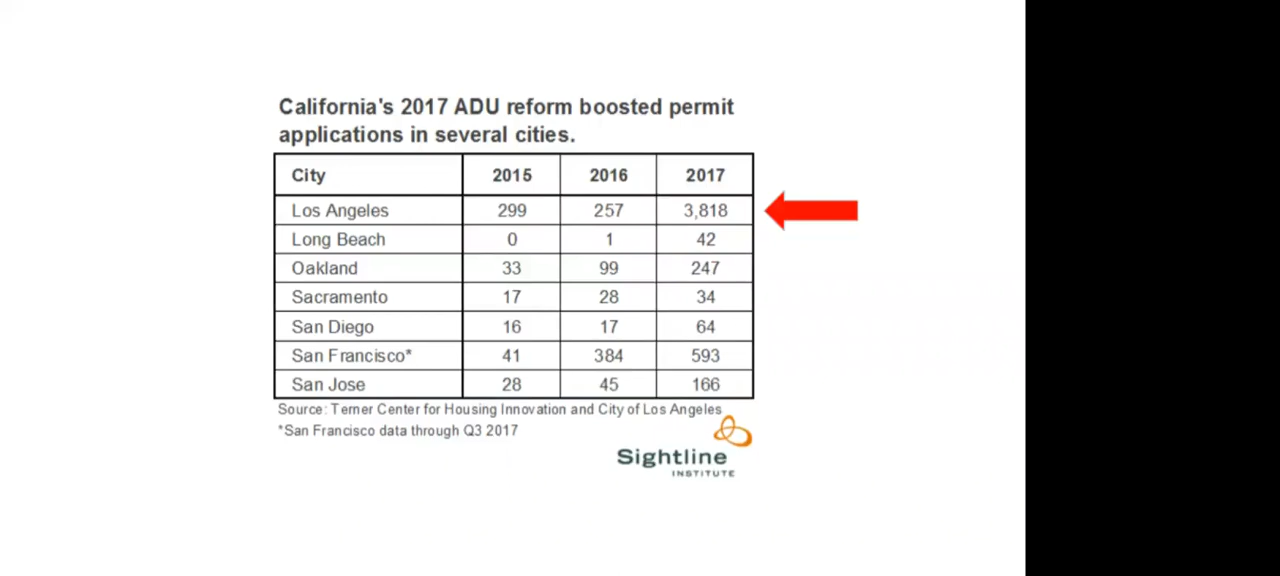 California's 2017 ADU reform boosted permit
applications in several cities.
City 2015 2016 2017
Los Angeles 299 257 3,818
Long Beach 0 1 42
Oakland 33 99 247
Sacramento 17 28 34
San Diego 16 17 64
San Francisco* 41 384 593
San Jose 28 45 166
Source: Terner Center for Housing Innovation and City of Los Angeles
*San Francisco data through Q3 2017
Sightline
INSTITUTE